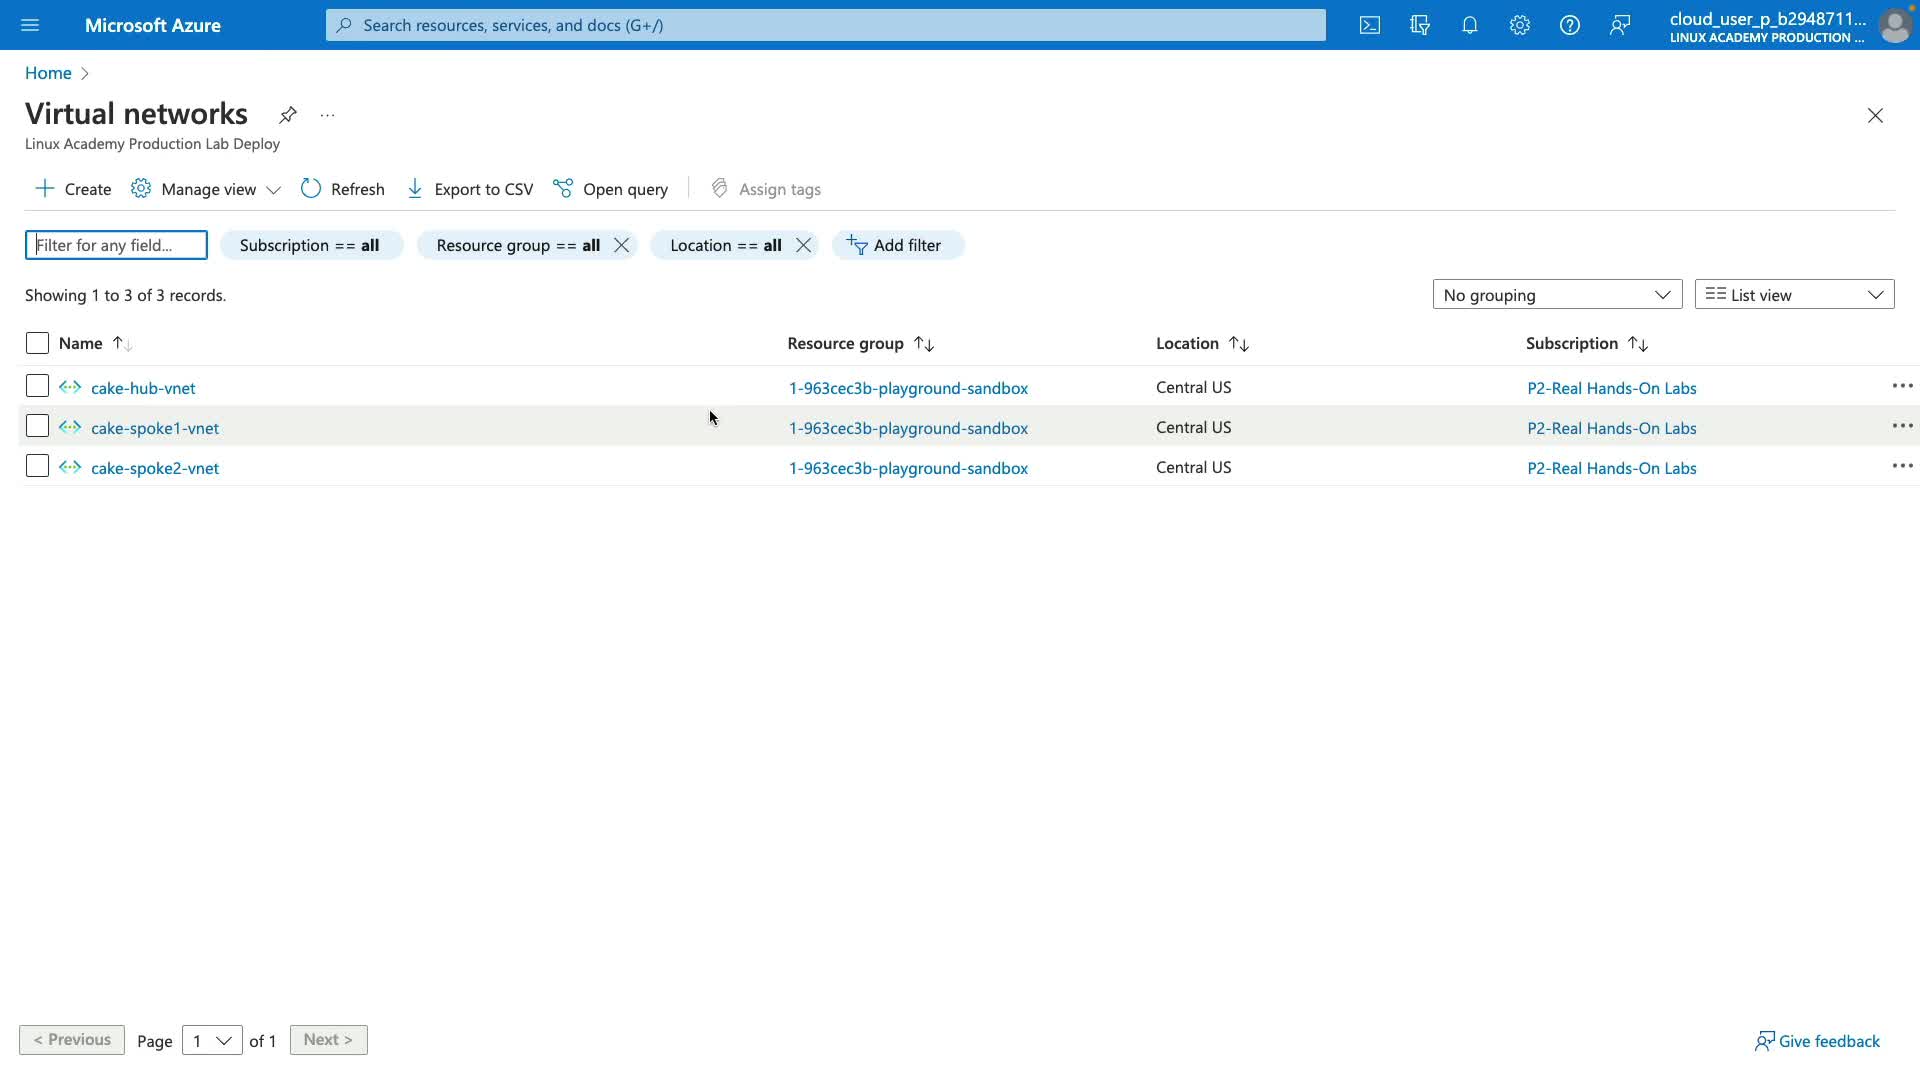 Microsoft Azure
Search resources, services, and docs (G+/)
cloud_user_p_b2948711...
LINUX ACADEMY PRODUCTION ...
Home
Virtual networks
...
Linux Academy Production Lab Deploy
Create
Manage view
Refresh
Export to CSV
Open query
Assign tags
Filter for any field...
Subscription == all
Resource group == all
Location == all
Add filter
Showing 1 to 3 of 3 records.
No grouping
List view
Name
Resource group
Location
Subscription
cake-hub-vnet 1-963cec3b-playground-sandbox Central US P2-Real Hands-On Labs
cake-spoke1-vnet 1-963cec3b-playground-sandbox Central US P2-Real Hands-On Labs
cake-spoke2-vnet 1-963cec3b-playground-sandbox Central US P2-Real Hands-On Labs
< Previous Page 1 of 1 Next >
Give feedback